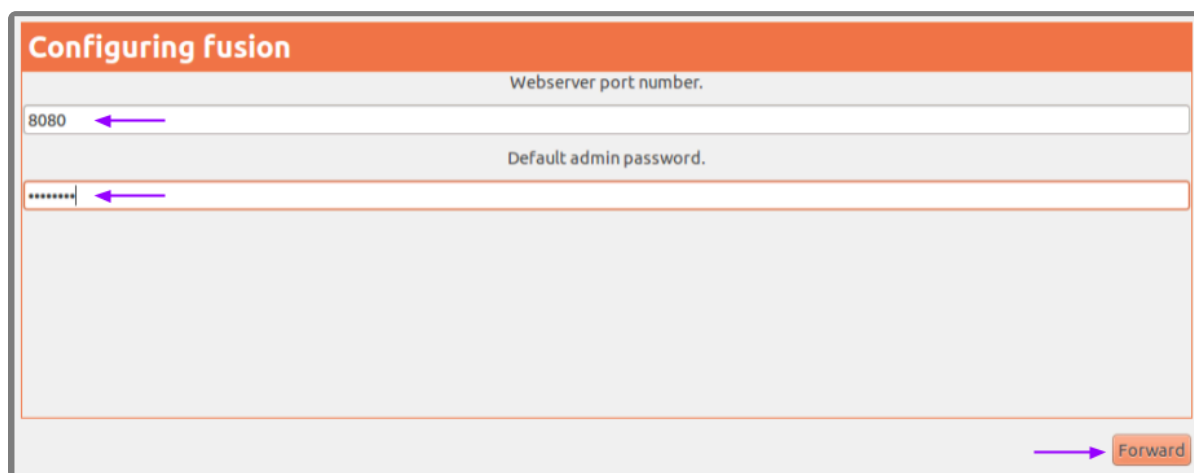 Configuring fusion
Webserver port number.
8080
Default admin password.
••••••••
Forward